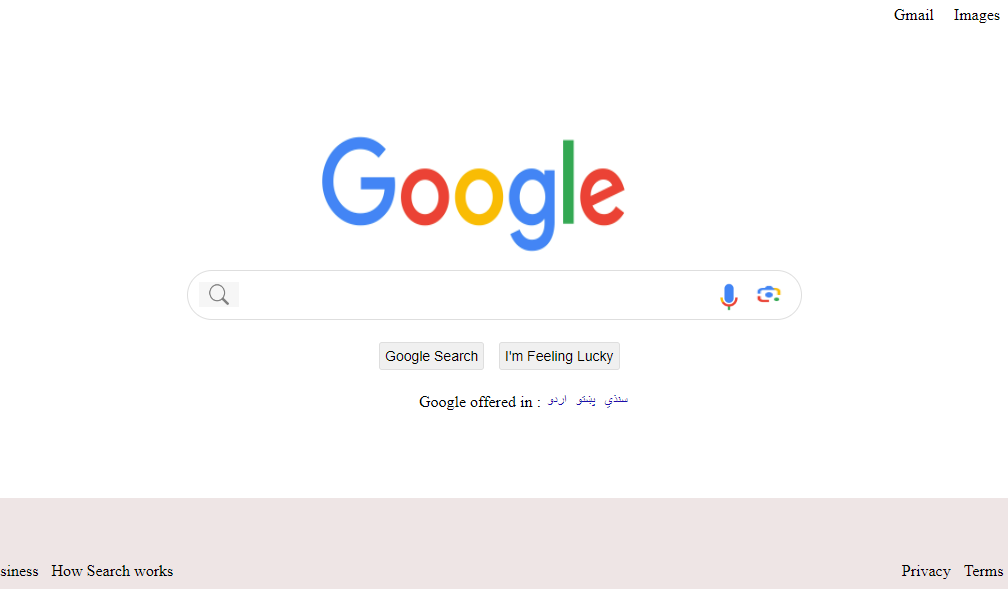 Gmail Images
Google
Google Search I'm Feeling Lucky
Google offered in : اردو پښتو سنڌي
siness How Search works Privacy Terms